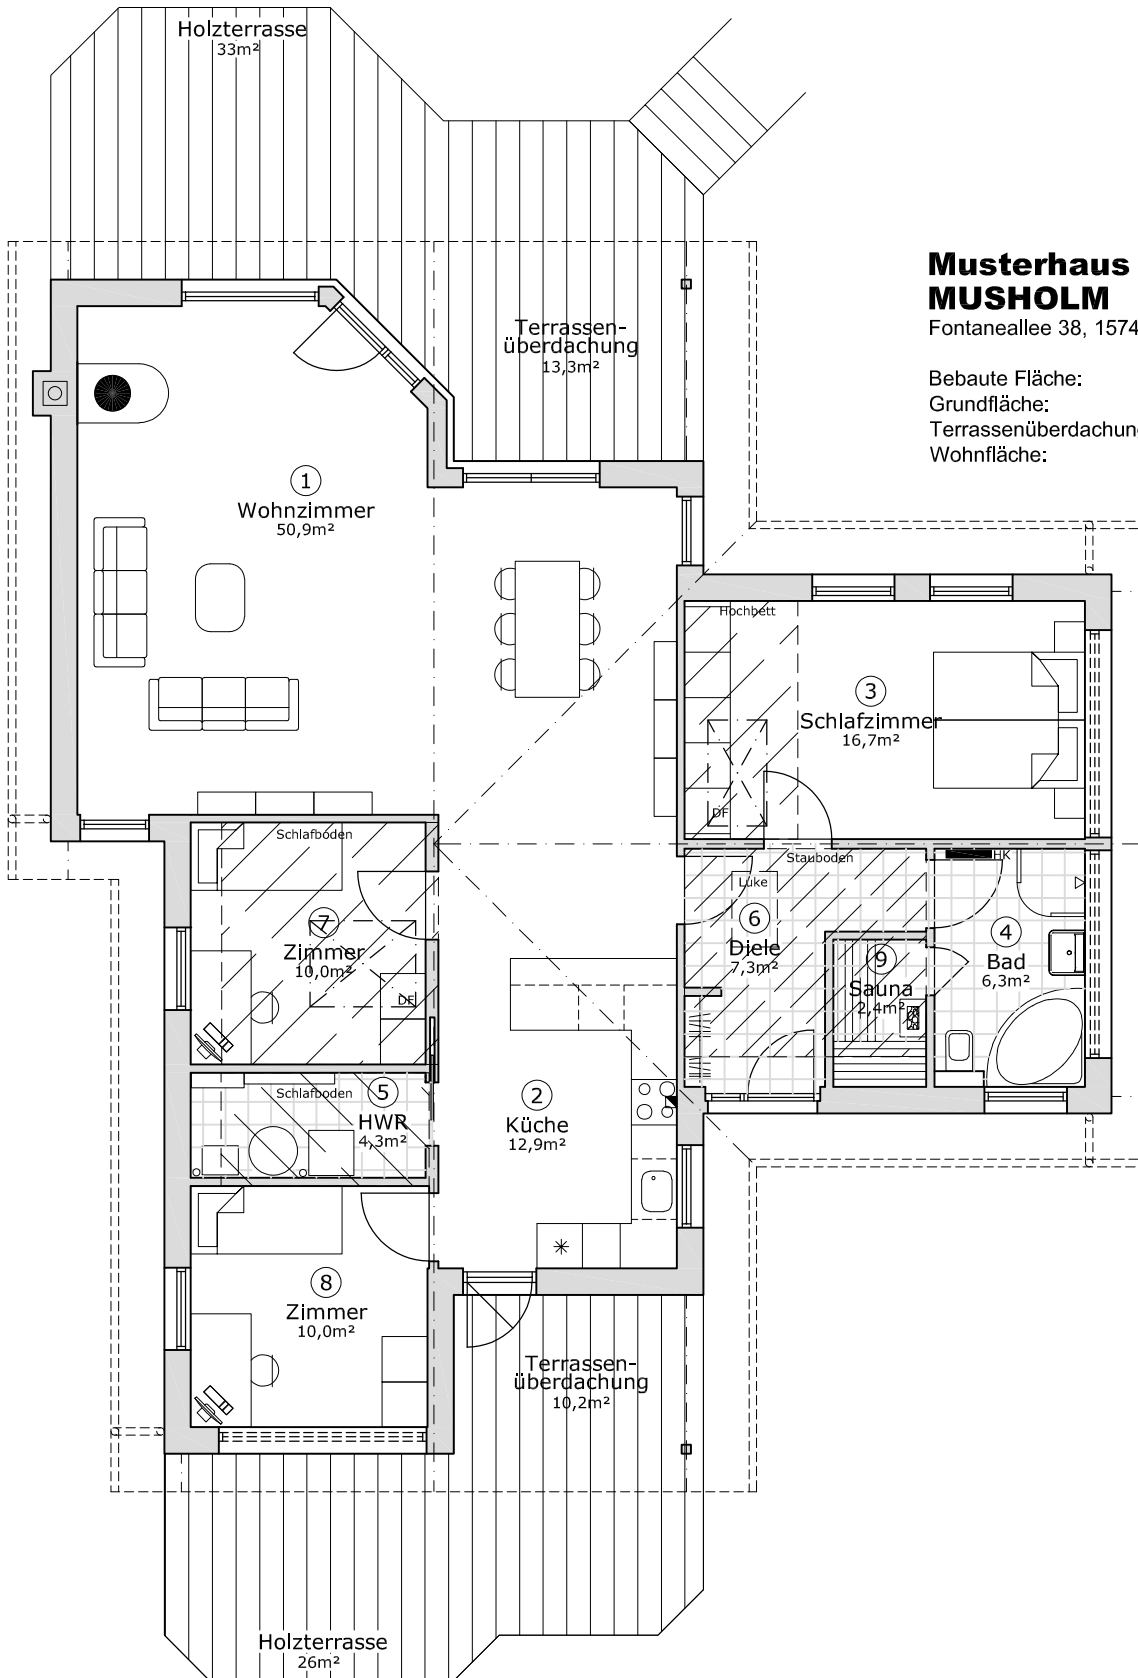 Holzterrasse
33m²
Musterhaus
MUSHOLM
Fontaneallee 38, 1574
Bebaute Fläche:
Grundfläche:
Terrassenüberdachung
Wohnfläche:
Terrassen-
überdachung
13,3m²
1
Wohnzimmer
50,9m²
Hochbett
3
Schlafzimmer
16,7m²
DF
Schlafboden
7
Zimmer
10,0m²
DF
Stauboden
Luke
6
Diele
7,3m²
HK
4
Bad
6,3m²
9
Sauna
2,4m²
Schlafboden
5
HWR
4,3m²
2
Küche
12,9m²
8
Zimmer
10,0m²
Terrassen-
überdachung
10,2m²
Holzterrasse
26m²